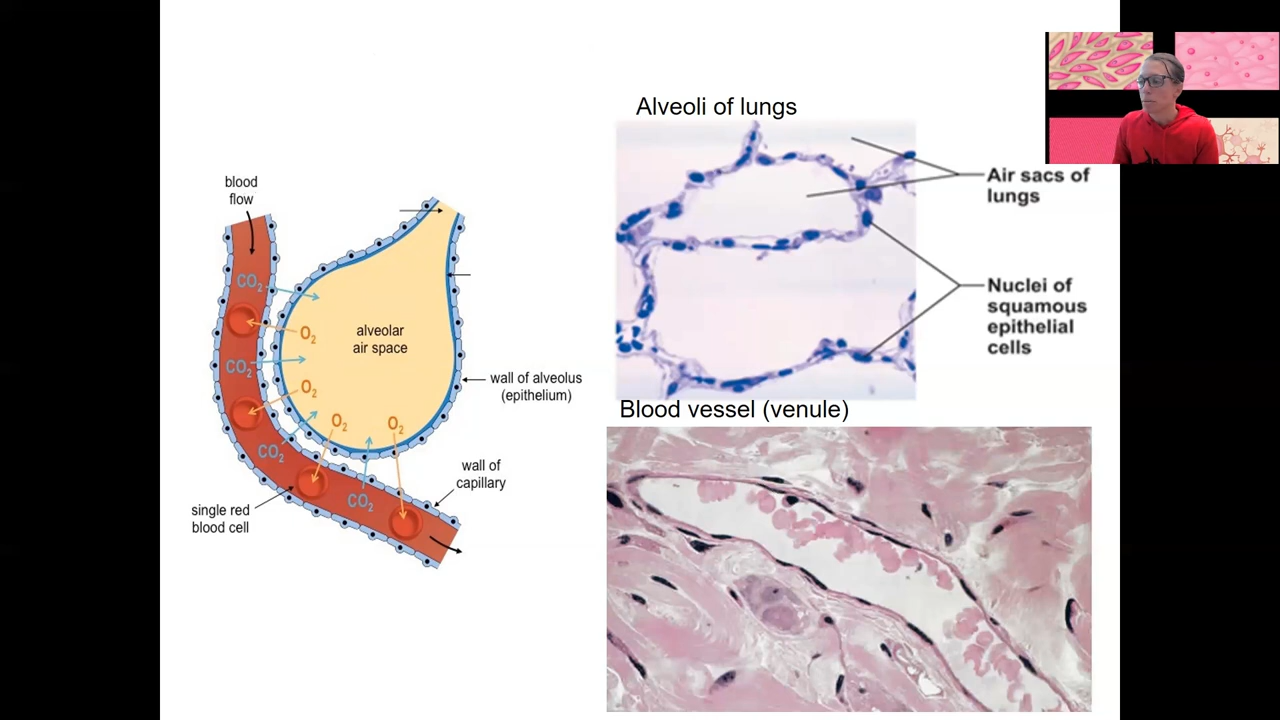 blood
flow
CO2
O2
CO2
O2
CO2
O2
O2
CO2
alveolar
air space
wall of alveolus
(epithelium)
wall of
capillary
single red
blood cell
Alveoli of lungs
Air sacs of
lungs
Nuclei of
squamous
epithelial
cells
Blood vessel (venule)